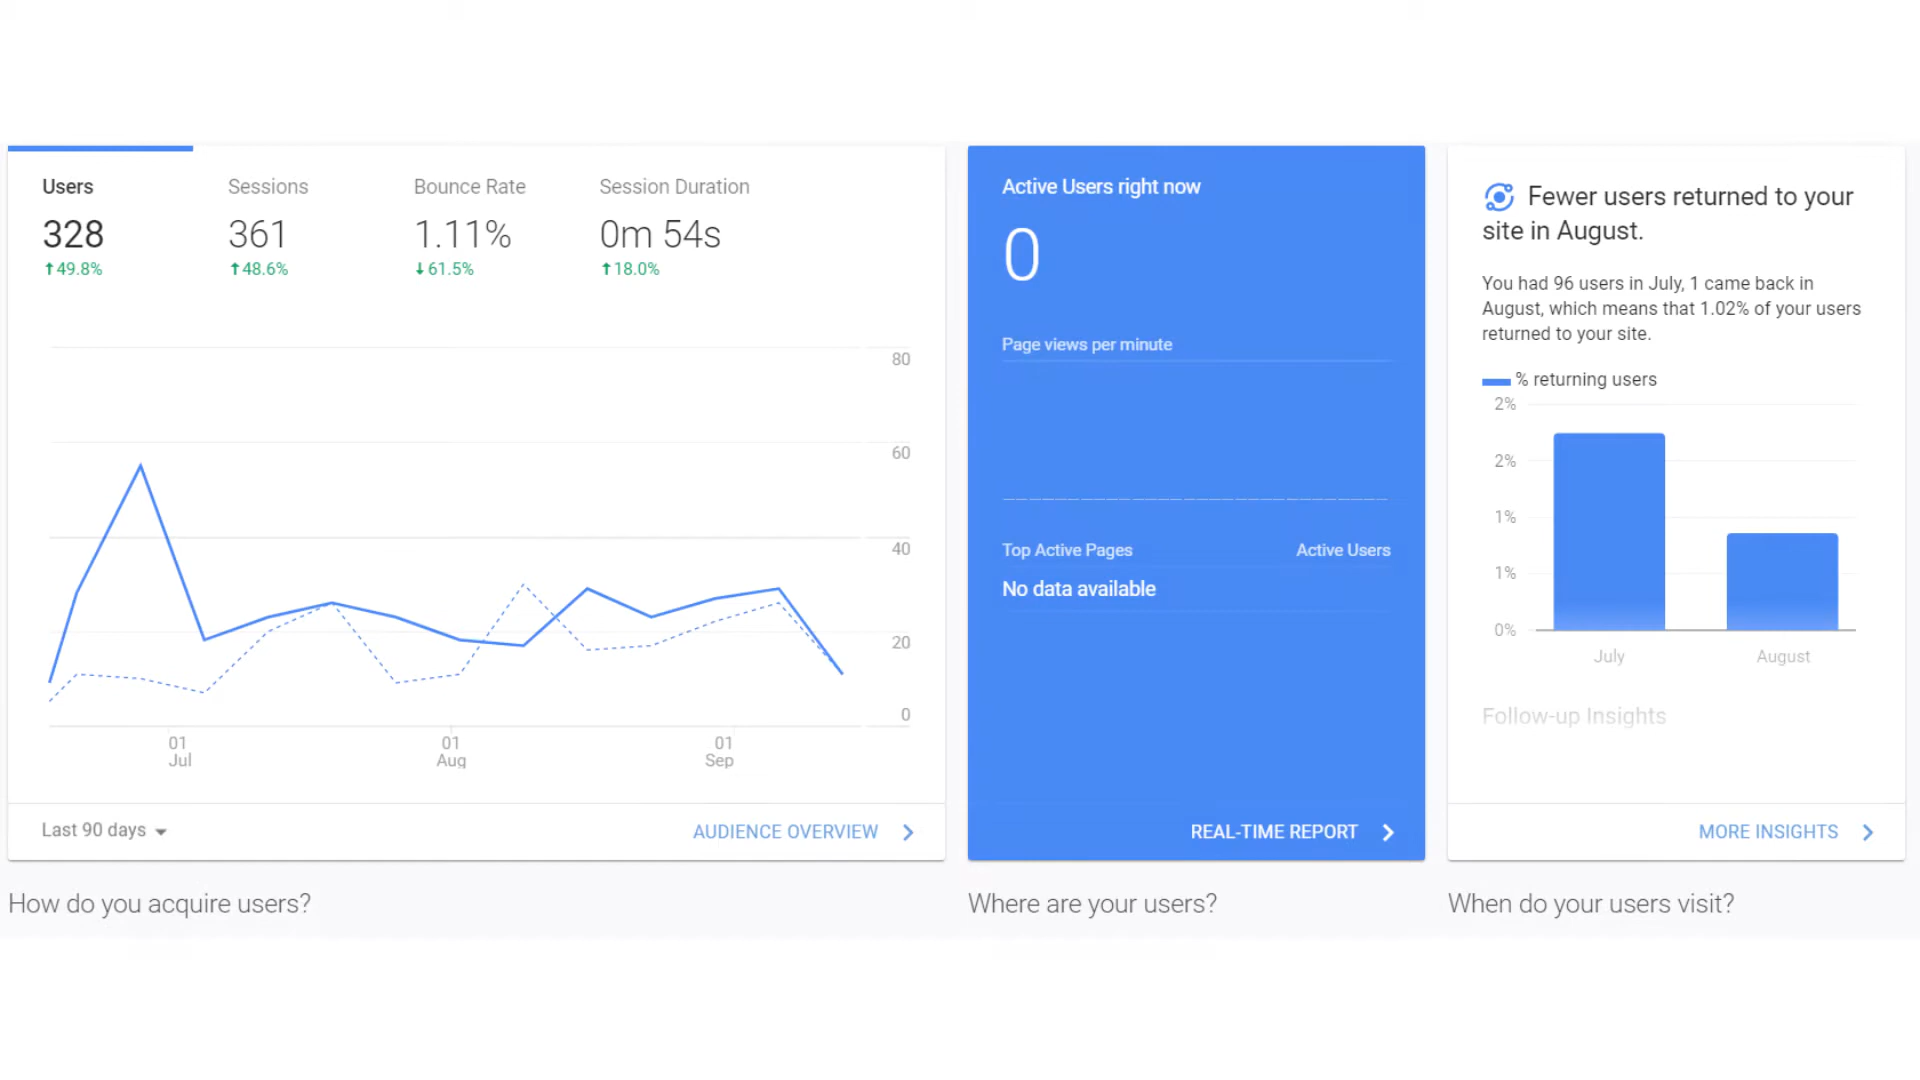 Users
328
49.8%
Sessions
361
48.6%
Bounce Rate
1.11%
61.5%
Session Duration
0m 54s
18.0%
80
60
40
20
0
01
Jul
01
Aug
01
Sep
Last 90 days
AUDIENCE OVERVIEW
Active Users right now
0
Page views per minute
Top Active Pages Active Users
No data available
REAL-TIME REPORT
Fewer users returned to your
site in August.
You had 96 users in July, 1 came back in
August, which means that 1.02% of your users
returned to your site.
% returning users
2%
2%
1%
1%
0%
July August
Follow-up Insights
MORE INSIGHTS
How do you acquire users?
Where are your users?
When do your users visit?